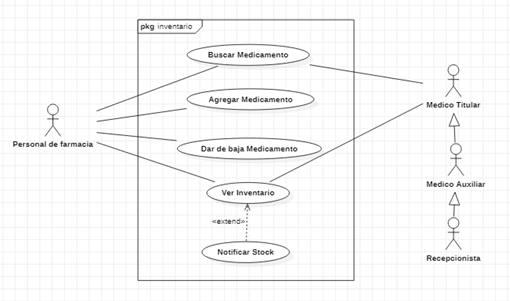 pkg inventario
Buscar Medicamento
Agregar Medicamento
Dar de baja Medicamento
Ver Inventario
«extend»
Notificar Stock
Personal de farmacia
Medico Titular
Medico Auxiliar
Recepcionista